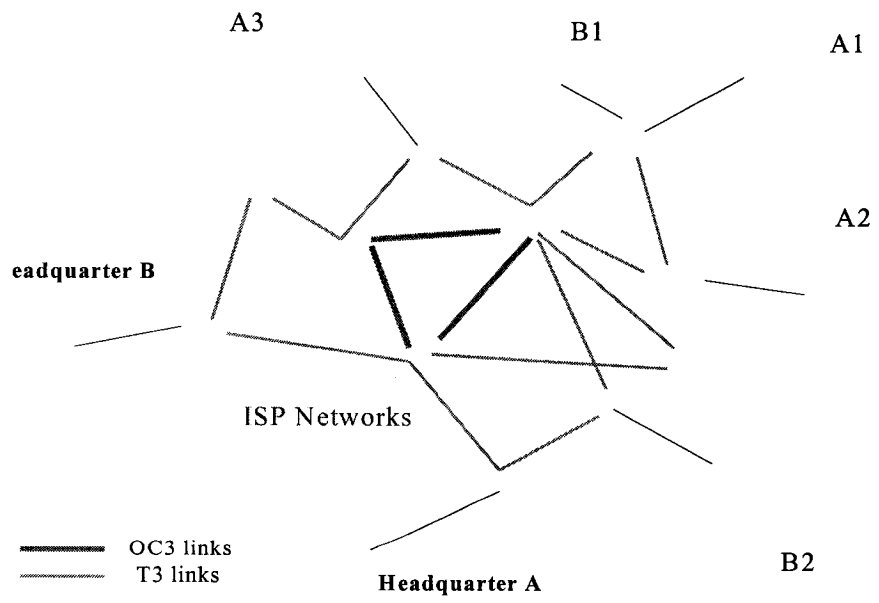 A3
B1
A1
A2
eadquarter B
ISP Networks
OC3 links
T3 links
Headquarter A
B2